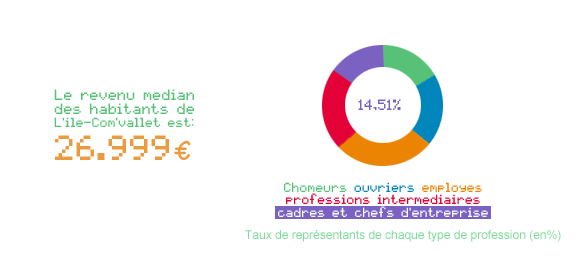 Le revenu median
des habitants de
L'ile-Com'vallet est:
26.999€
14.51%
Chomeurs ouvriers employes
professions intermediaires
cadres et chefs d'entreprise
Taux de représentants de chaque type de profession (en%)